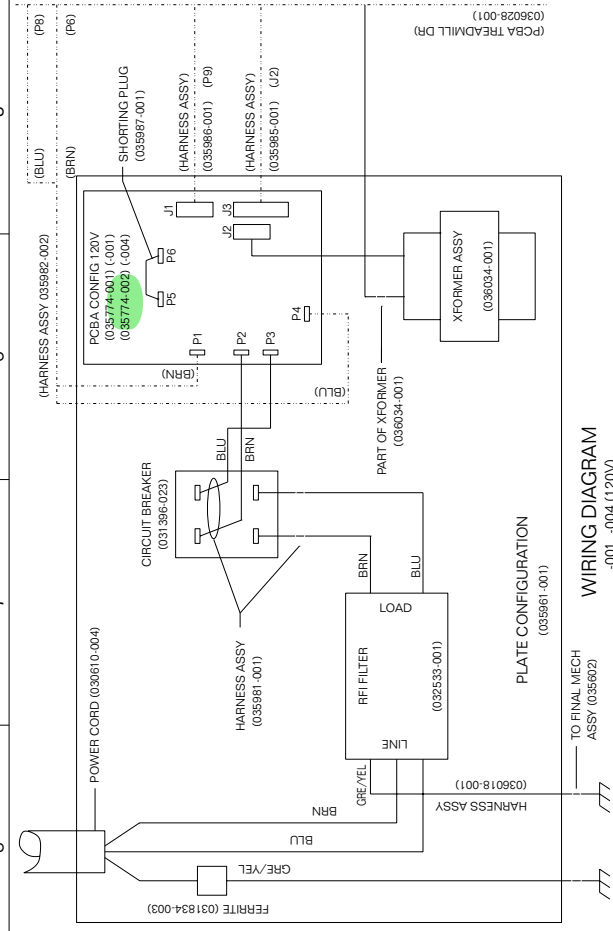 (P8)
(P6)
(BLU)
(BRN)
SHORTING PLUG
(035987-001)
(HARNESS ASSY)
(035986-001) (P9)
(HARNESS ASSY)
(035985-001) (J2)
(PCBA TREADMILL DR)
(036028-001)
(HARNESS ASSY 035982-002)
PCBA CONFIG 120V
(035774-001) (-001)
(035774-002) (-004)
P5
P6
J1
J3
J2
P1
P2
P3
P4
(BRN)
(BLU)
XFORMER ASSY
(036034-001)
PART OF XFORMER
(036034-001)
CIRCUIT BREAKER
(031396-023)
BLU
BRN
BRN
BLU
HARNESS ASSY
(035981-001)
LOAD
RFI FILTER
(032533-001)
LINE
PLATE CONFIGURATION
(035961-001)
WIRING DIAGRAM
-001, -004 (120V)
POWER CORD (030610-004)
BRN
BLU
GRE/YEL
GRE/YEL
FERRITE (031834-003)
HARNESS ASSY
(036018-001)
TO FINAL MECH
ASSY (035602)